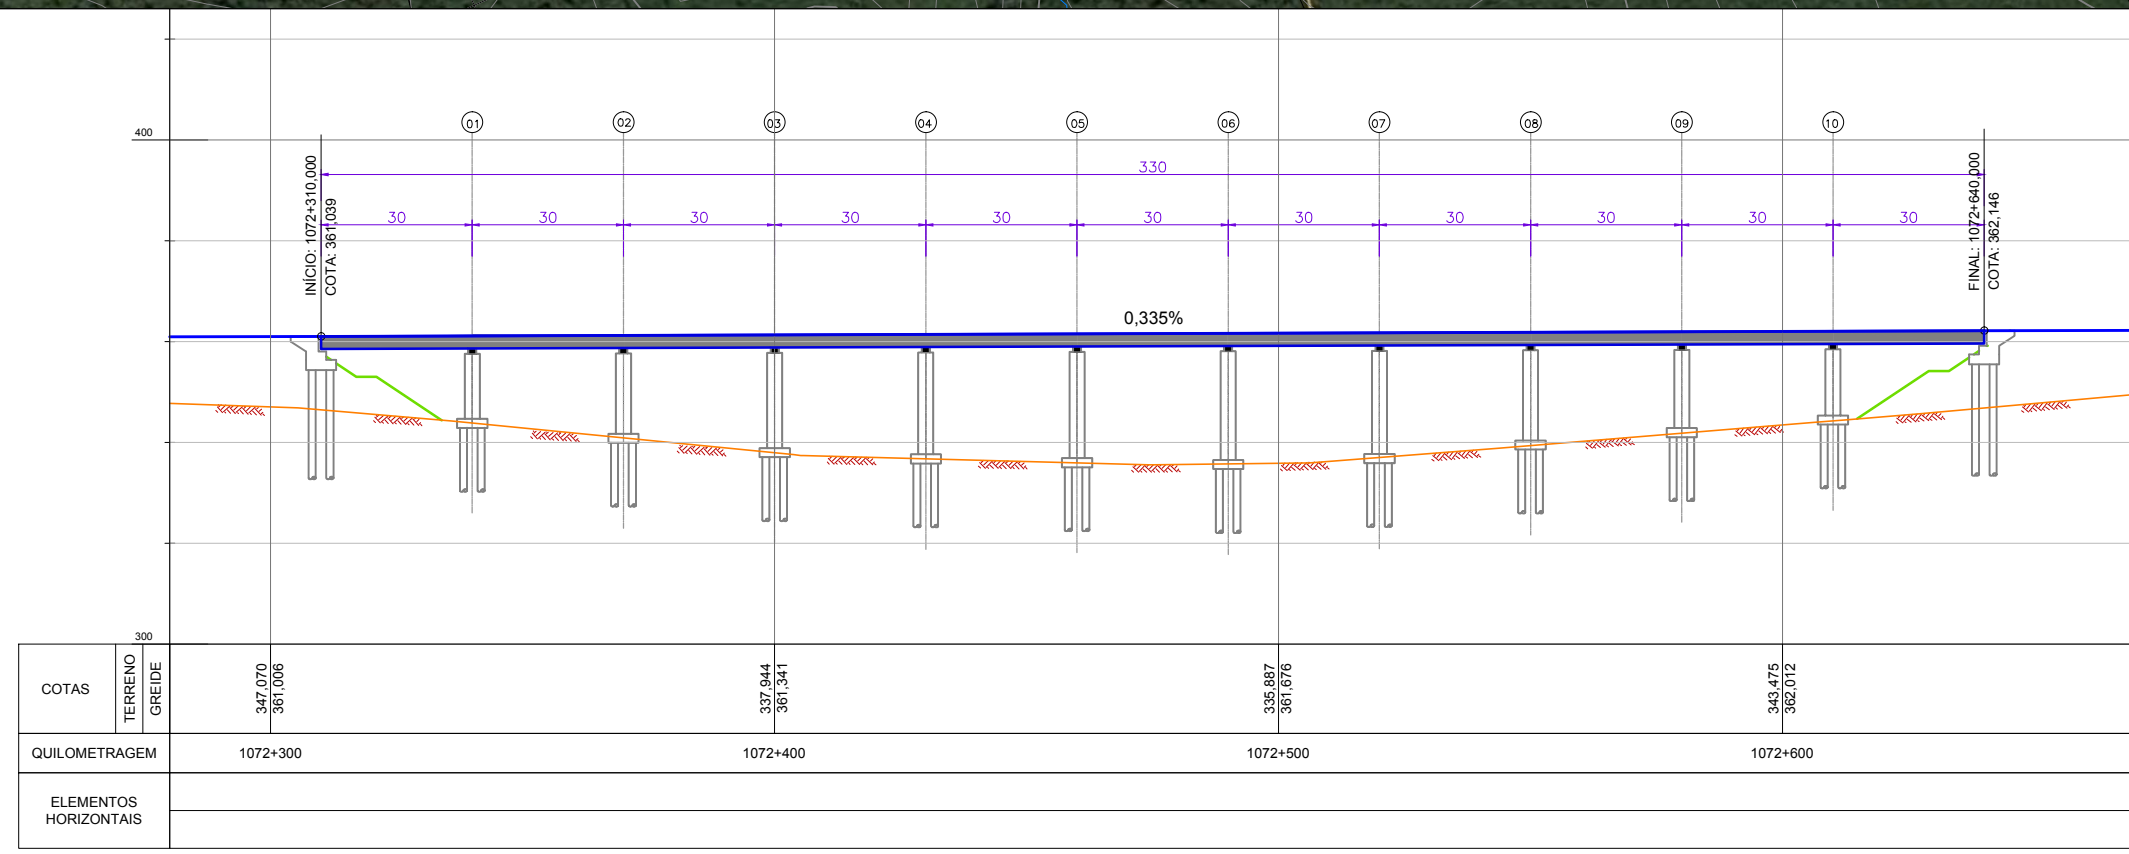 01 02 03 04 05 06 07 08 09 10
400
330
30 30 30 30 30 30 30 30 30 30 30
INÍCIO: 1072+310,000
COTA: 361,039
FINAL: 1072+640,000
COTA: 362,146
0,335%
300
COTAS
TERRENO
GREIDE
347,070
361,006
337,944
361,341
335,887
361,676
343,475
362,012
QUILOMETRAGEM
1072+300 1072+400 1072+500 1072+600
ELEMENTOS
HORIZONTAIS